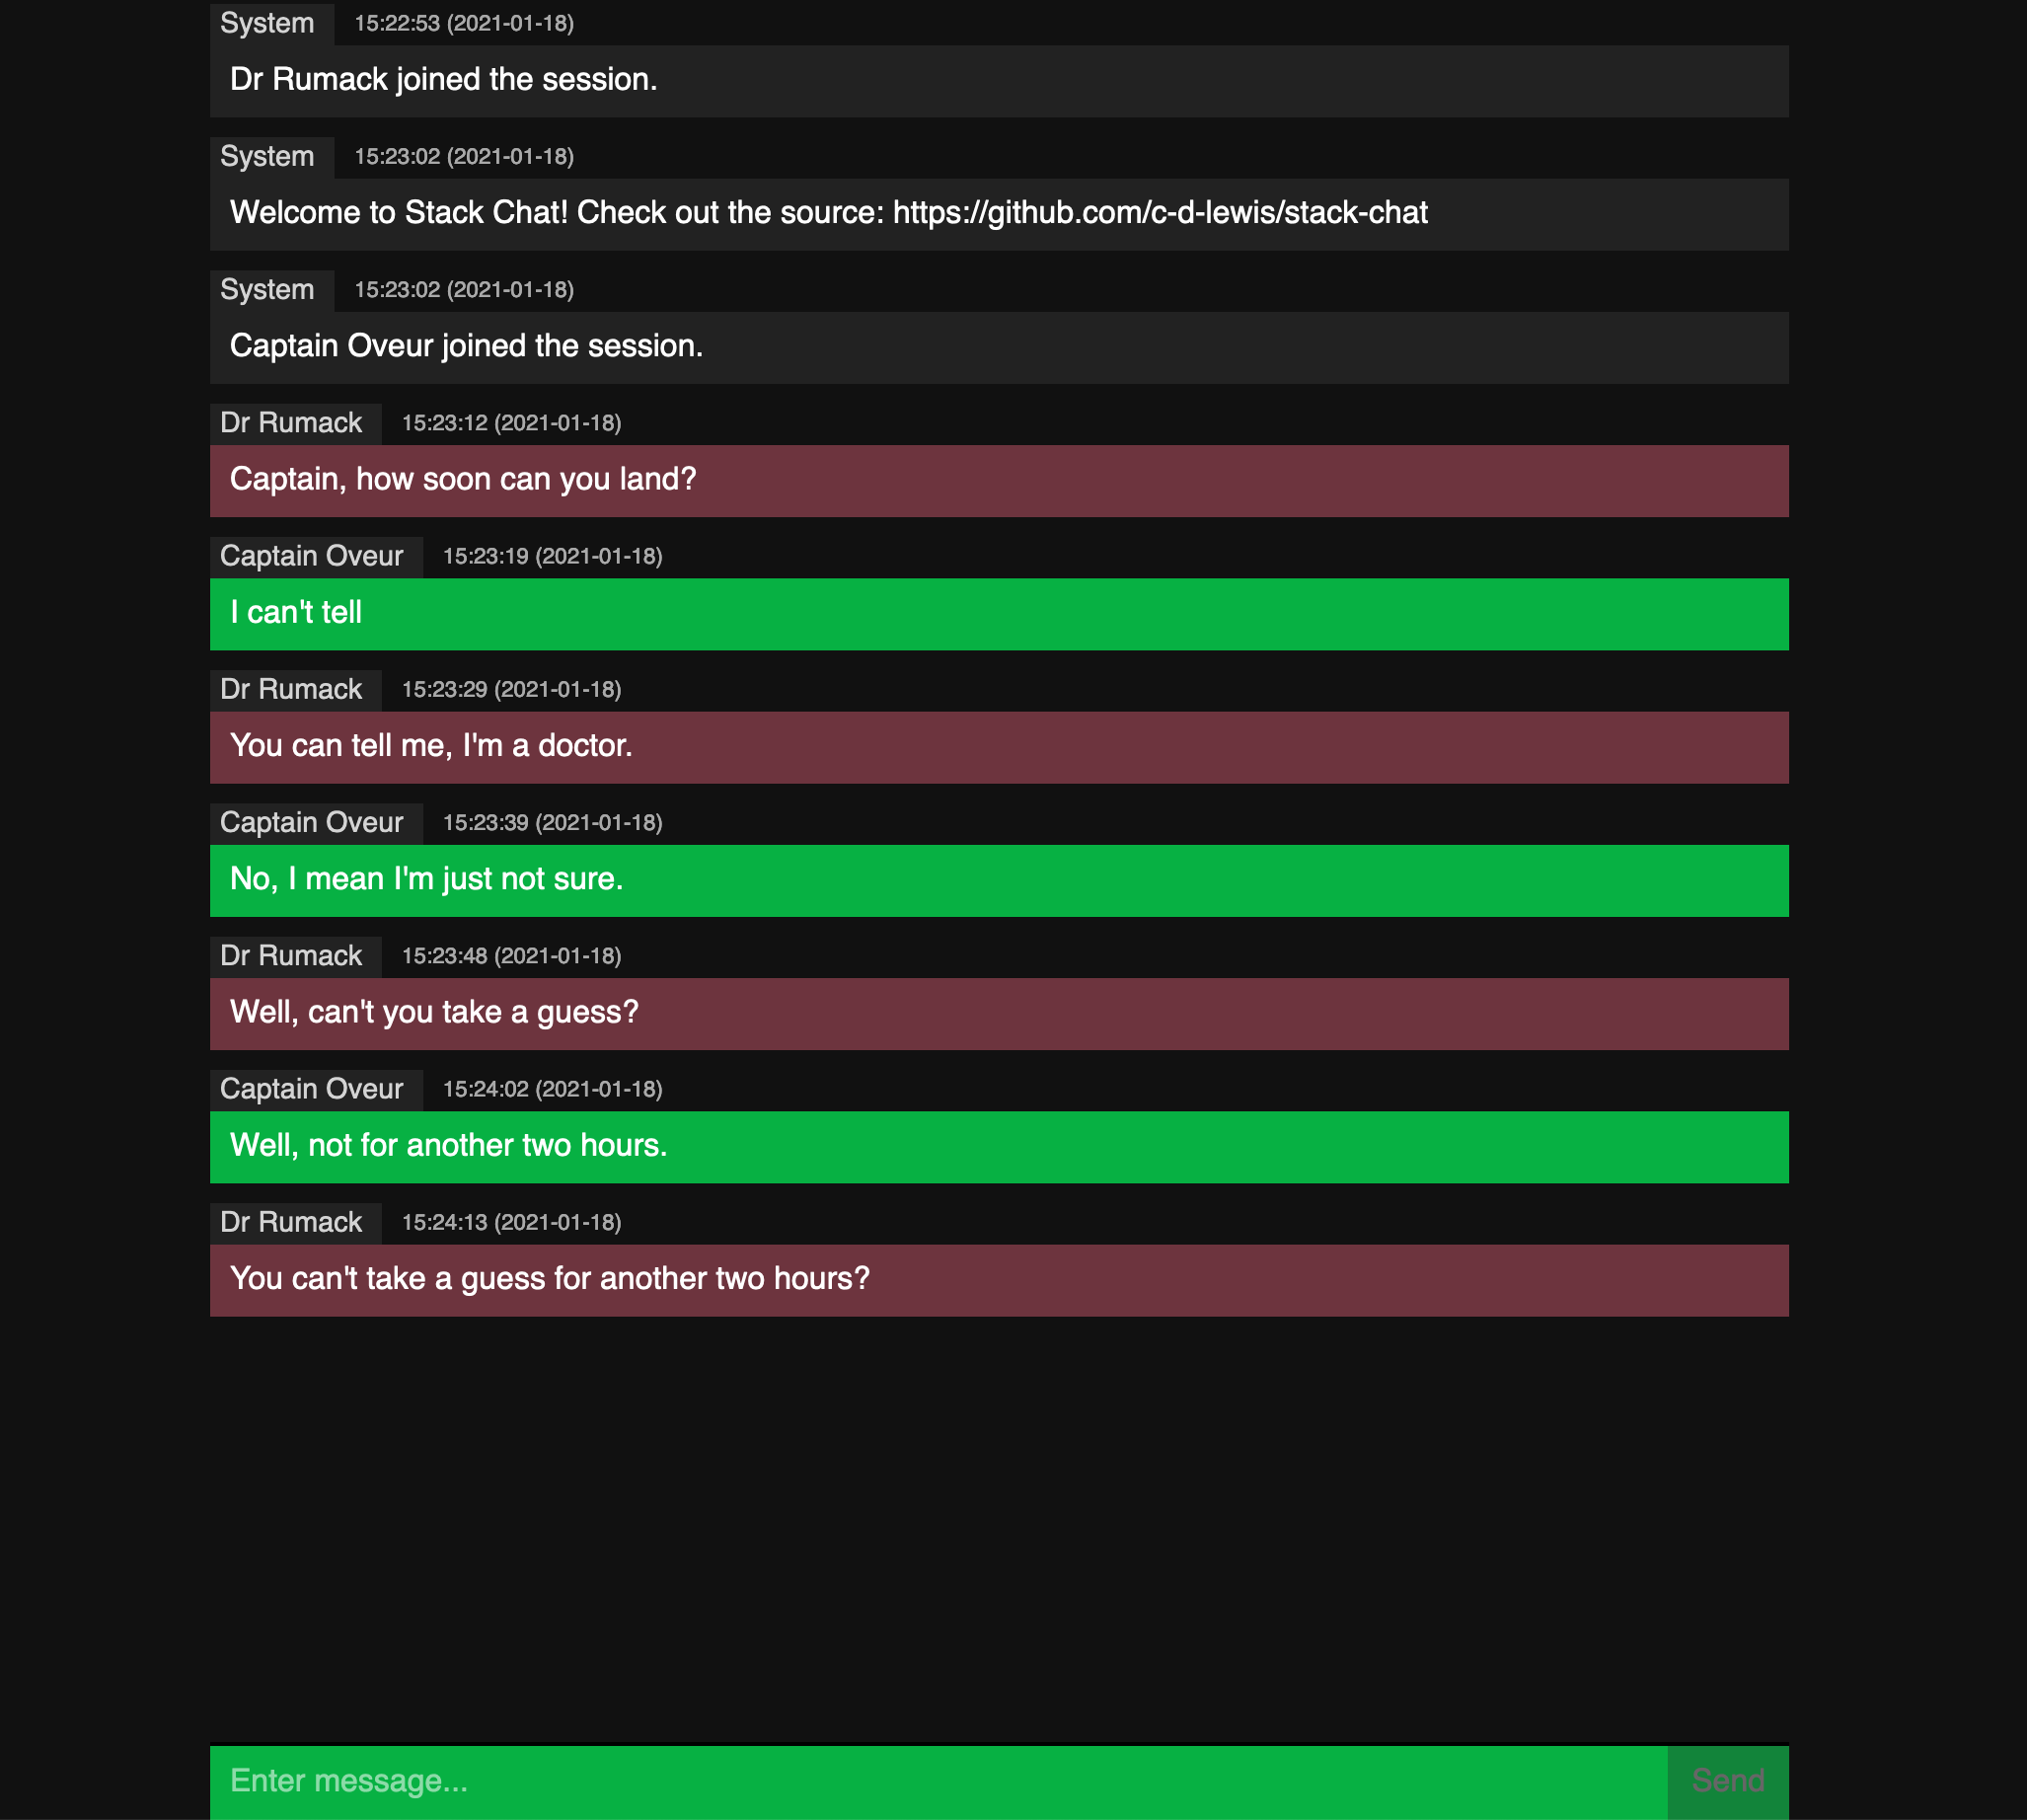 System 15:22:53 (2021-01-18)
Dr Rumack joined the session.
System 15:23:02 (2021-01-18)
Welcome to Stack Chat! Check out the source: https://github.com/c-d-lewis/stack-chat
System 15:23:02 (2021-01-18)
Captain Oveur joined the session.
Dr Rumack 15:23:12 (2021-01-18)
Captain, how soon can you land?
Captain Oveur 15:23:19 (2021-01-18)
I can't tell
Dr Rumack 15:23:29 (2021-01-18)
You can tell me, I'm a doctor.
Captain Oveur 15:23:39 (2021-01-18)
No, I mean I'm just not sure.
Dr Rumack 15:23:48 (2021-01-18)
Well, can't you take a guess?
Captain Oveur 15:24:02 (2021-01-18)
Well, not for another two hours.
Dr Rumack 15:24:13 (2021-01-18)
You can't take a guess for another two hours?
Enter message... Send